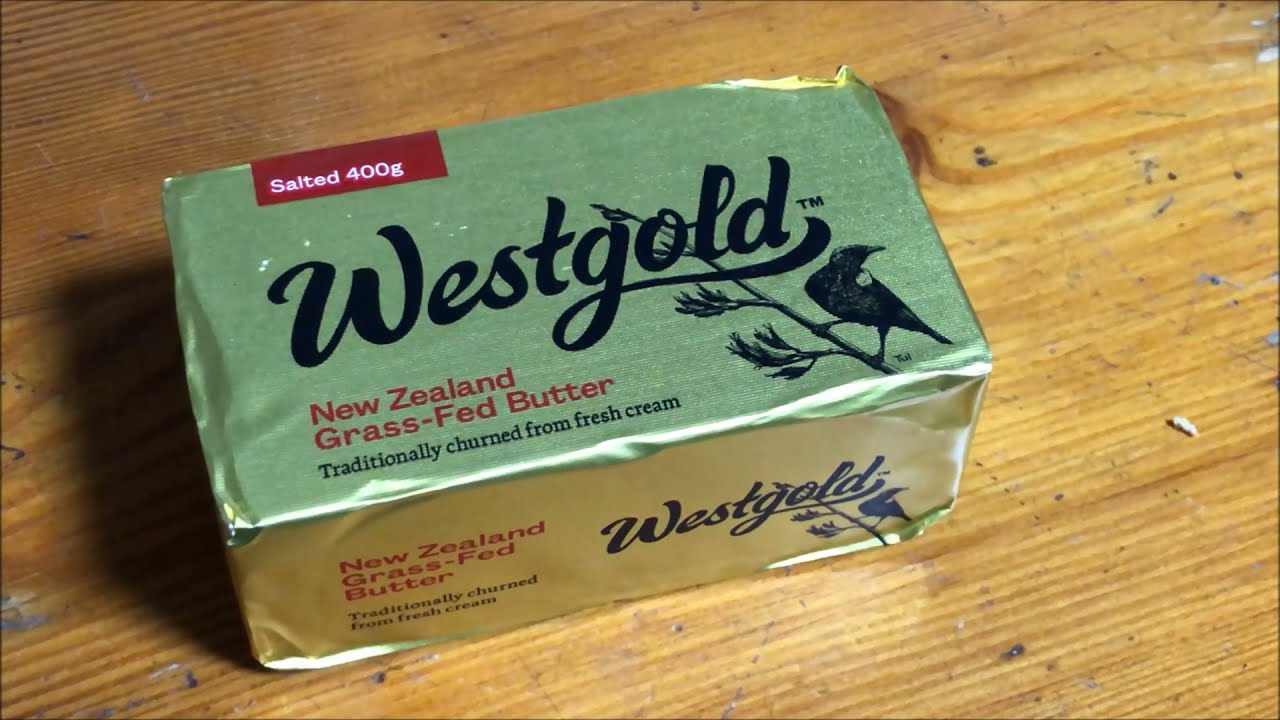 Salted 400g
Westgold™
Tui
New Zealand
Grass-Fed Butter
Traditionally churned from fresh cream
Westgold™
New Zealand
Grass-Fed
Butter
Traditionally churned
from fresh cream